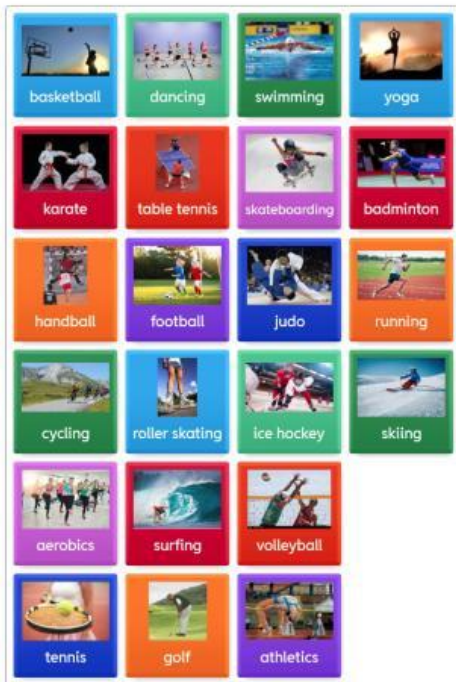 basketball
dancing
swimming
yoga
karate
table tennis
skateboarding
badminton
handball
football
judo
running
cycling
roller skating
ice hockey
skiing
aerobics
surfing
volleyball
tennis
golf
athletics